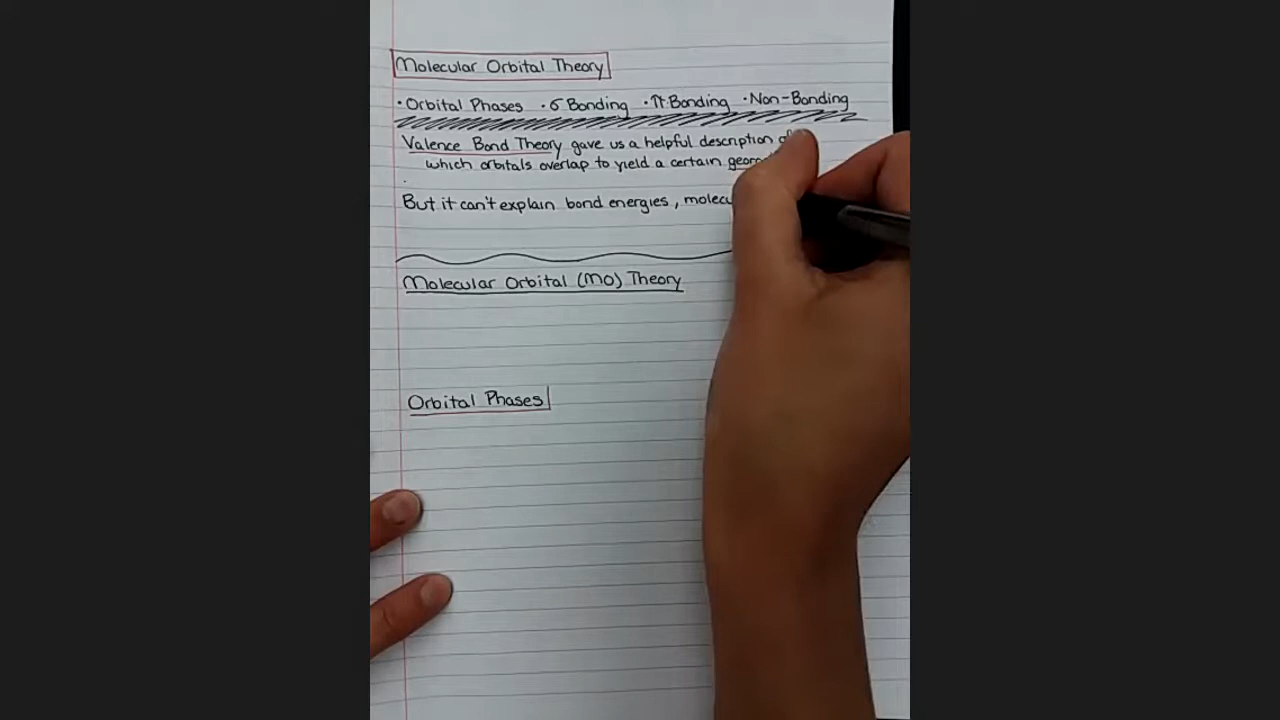 Molecular Orbital Theory
• Orbital Phases • σ Bonding • π Bonding • Non-Bonding
Valence Bond Theory gave us a helpful description
which orbitals overlap to yield a certain
But it can't explain bond energies,
Molecular Orbital (MO) Theory
Orbital Phases